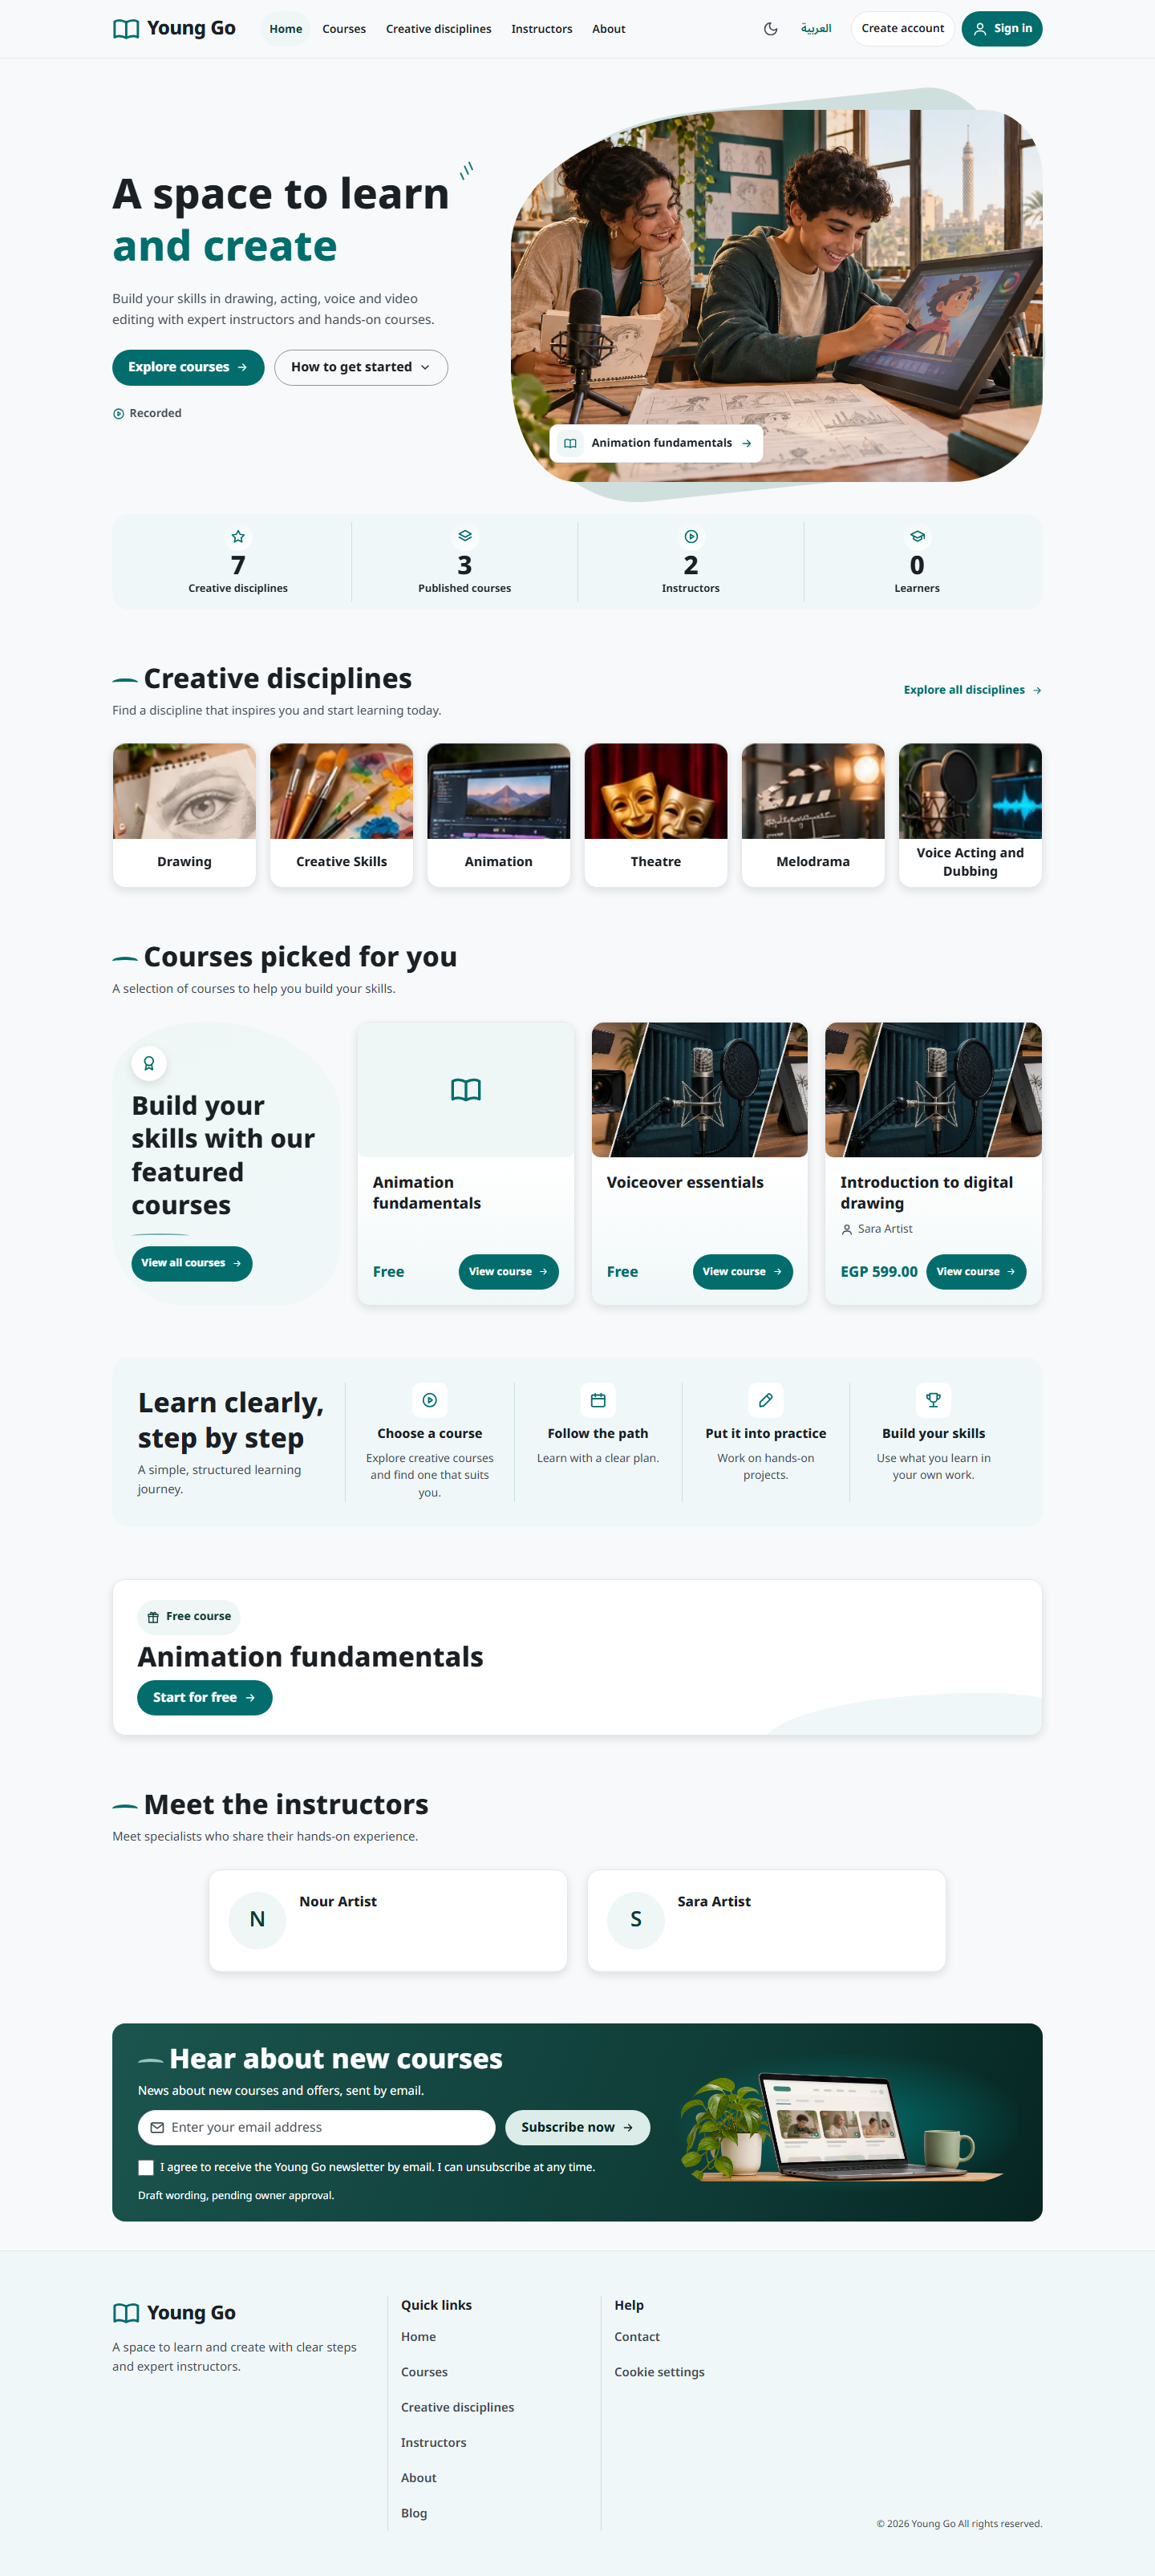 Young Go
Home
Courses
Creative disciplines
Instructors
About
العربية
Create account
Sign in
A space to learn
and create
Build your skills in drawing, acting, voice and video
editing with expert instructors and hands-on courses.
Explore courses
How to get started
Recorded
Animation fundamentals
7
Creative disciplines
3
Published courses
2
Instructors
0
Learners
Creative disciplines
Find a discipline that inspires you and start learning today.
Explore all disciplines
Drawing
Creative Skills
Animation
Theatre
Melodrama
Voice Acting and
Dubbing
Courses picked for you
A selection of courses to help you build your skills.
Build your
skills with our
featured
courses
View all courses
Animation
fundamentals
Free
View course
Voiceover essentials
Free
View course
Introduction to digital
drawing
Sara Artist
EGP 599.00
View course
Learn clearly,
step by step
A simple, structured learning
journey.
Choose a course
Explore creative courses
and find one that suits
you.
Follow the path
Learn with a clear plan.
Put it into practice
Work on hands-on
projects.
Build your skills
Use what you learn in
your own work.
Free course
Animation fundamentals
Start for free
Meet the instructors
Meet specialists who share their hands-on experience.
N
Nour Artist
S
Sara Artist
Hear about new courses
News about new courses and offers, sent by email.
Enter your email address
Subscribe now
I agree to receive the Young Go newsletter by email. I can unsubscribe at any time.
Draft wording, pending owner approval.
Young Go
A space to learn and create with clear steps
and expert instructors.
Quick links
Home
Courses
Creative disciplines
Instructors
About
Blog
Help
Contact
Cookie settings
© 2026 Young Go All rights reserved.